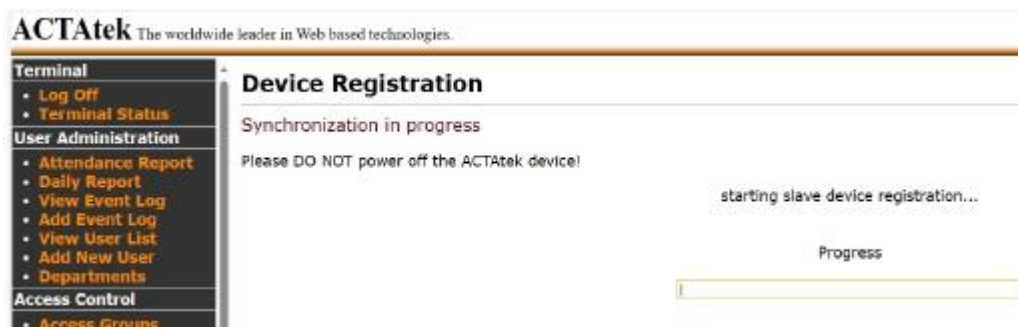 ACTAtek The worldwide leader in Web based technologies.
Terminal
• Log Off
• Terminal Status
User Administration
• Attendance Report
• Daily Report
• View Event Log
• Add Event Log
• View User List
• Add New User
• Departments
Access Control
• Access Groups
Device Registration
Synchronization in progress
Please DO NOT power off the ACTAtek device!
starting slave device registration...
Progress